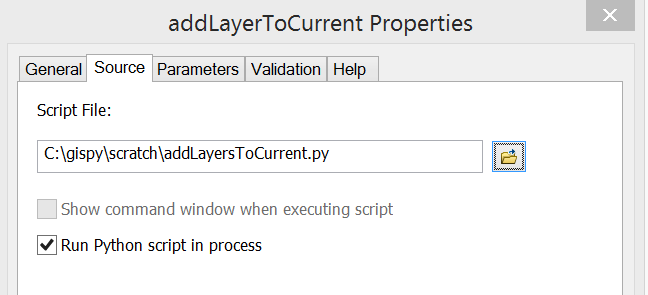 addLayerToCurrent Properties
General Source Parameters Validation Help
Script File:
C:\gispy\scratch\addLayersToCurrent.py
Show command window when executing script
Run Python script in process